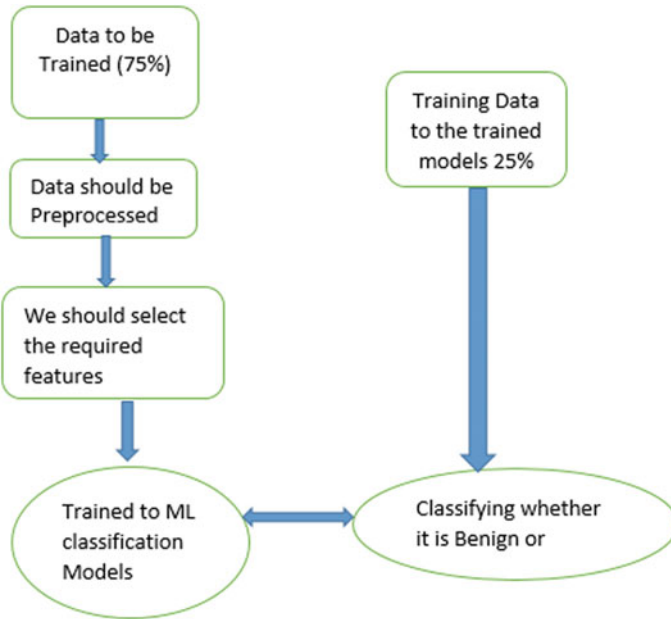 Data to be
Trained (75%)
Data should be
Preprocessed
We should select
the required
features
Trained to ML
classification
Models
Training Data
to the trained
models 25%
Classifying whether
it is Benign or